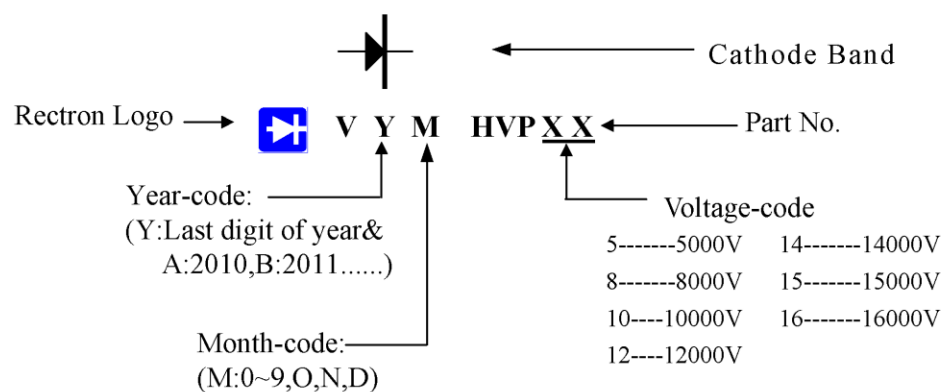 Cathode Band
Rectron Logo
V Y M HVP X X
Part No.
Year-code:
(Y:Last digit of year&
A:2010,B:2011......)
Voltage-code
5-------5000V 14-------14000V
8-------8000V 15-------15000V
10----10000V 16-------16000V
12----12000V
Month-code:
(M:0~9,O,N,D)